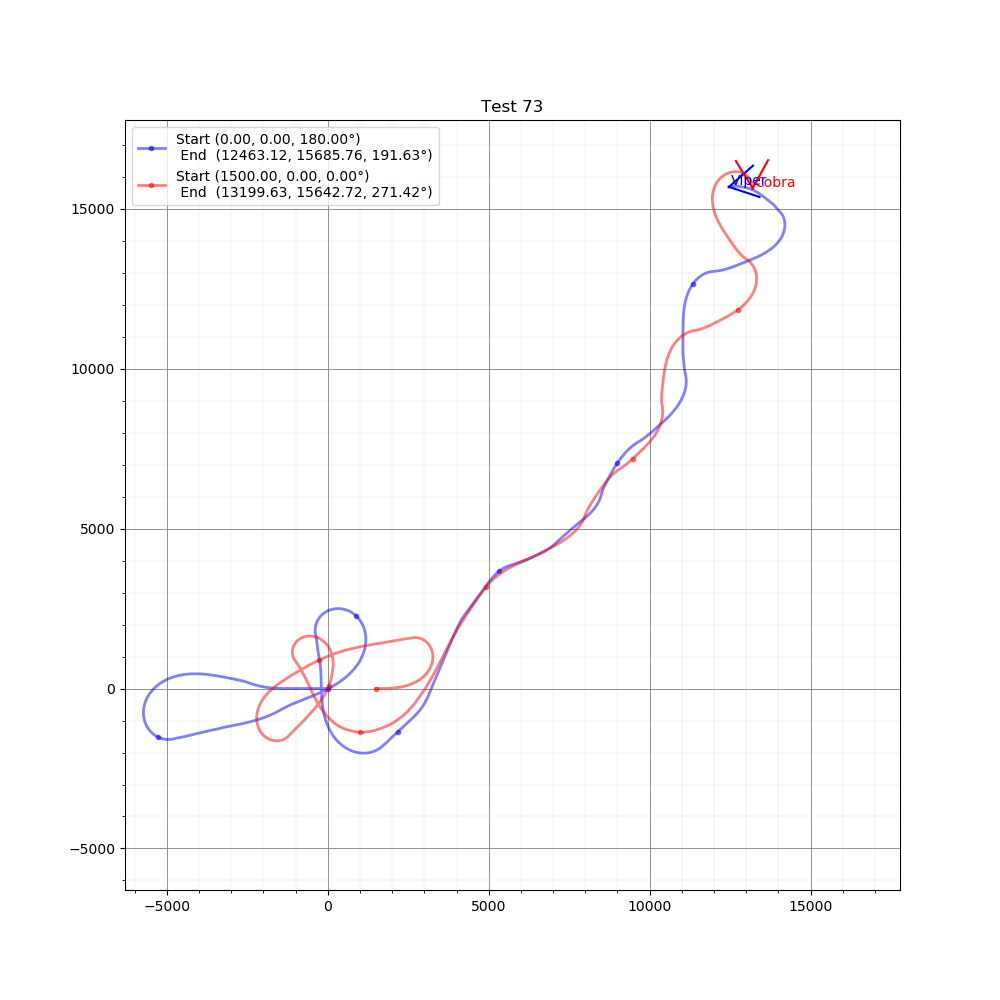 Test 73
Start (0.00, 0.00, 180.00°)
End (12463.12, 15685.76, 191.63°)
Start (1500.00, 0.00, 0.00°)
End (13199.63, 15642.72, 271.42°)
Viper Cobra
15000
10000
5000
0
−5000
−5000 0 5000 10000 15000